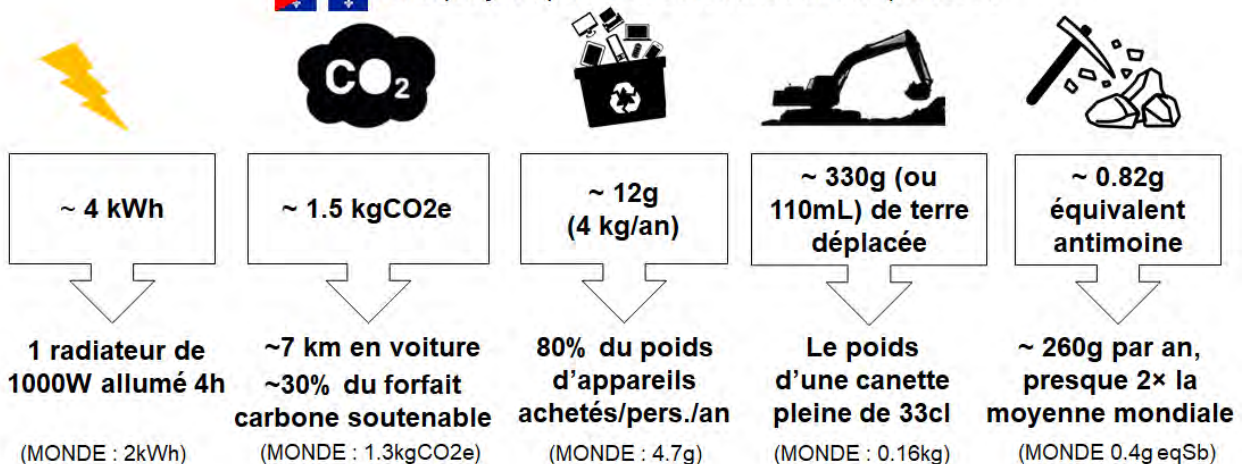 CO₂
~ 4 kWh
~ 1.5 kgCO2e
~ 12g
(4 kg/an)
~ 330g (ou
110mL) de terre
déplacée
~ 0.82g
équivalent
antimoine
1 radiateur de
1000W allumé 4h
~7 km en voiture
~30% du forfait
carbone soutenable
80% du poids
d’appareils
achetés/pers./an
Le poids
d’une canette
pleine de 33cl
~ 260g par an,
presque 2× la
moyenne mondiale
(MONDE : 2kWh)
(MONDE : 1.3kgCO2e)
(MONDE : 4.7g)
(MONDE : 0.16kg)
(MONDE 0.4g eqSb)